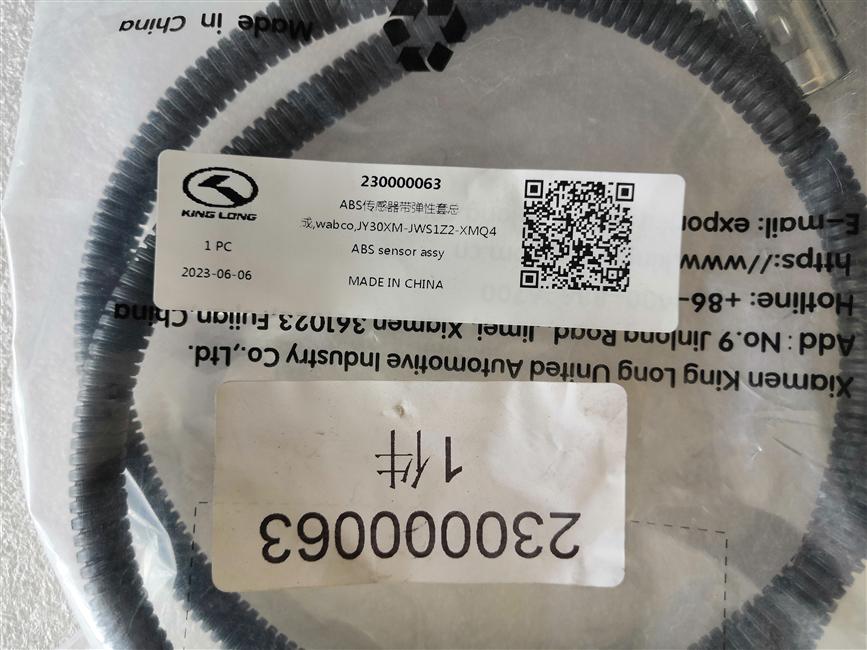 Made in China
KING LONG
1 PC
2023-06-06
230000063
ABS传感器带弹性套总
成,wabco,JY30XM-JWS1Z2-XMQ4
ABS sensor assy
MADE IN CHINA
Xiamen King Long United Automotive Industry Co.,Ltd.
Add: No.9 Jinlong Road, Jimei, Xiamen 361023,Fujian,China
Hotline: +86-
https://www.
E-mail: export
1件
230000063